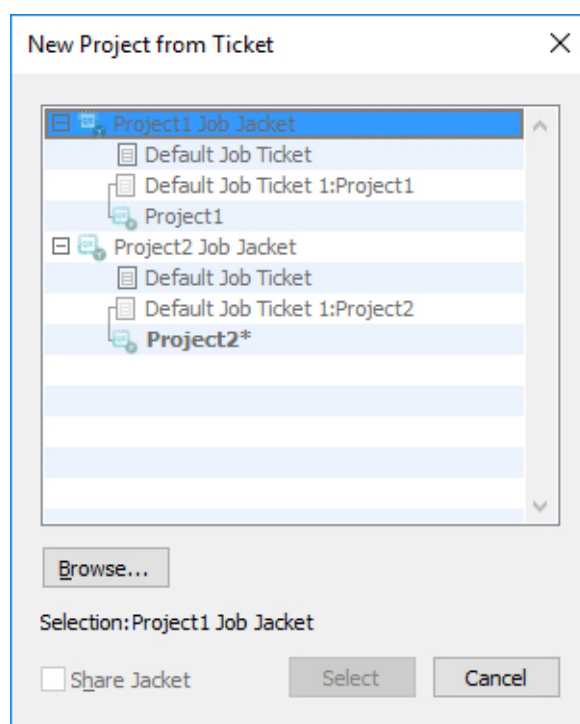 New Project from Ticket
Project1 Job Jacket
Default Job Ticket
Default Job Ticket 1:Project1
Project1
Project2 Job Jacket
Default Job Ticket
Default Job Ticket 1:Project2
Project2*
Browse...
Selection:Project1 Job Jacket
Share Jacket
Select
Cancel